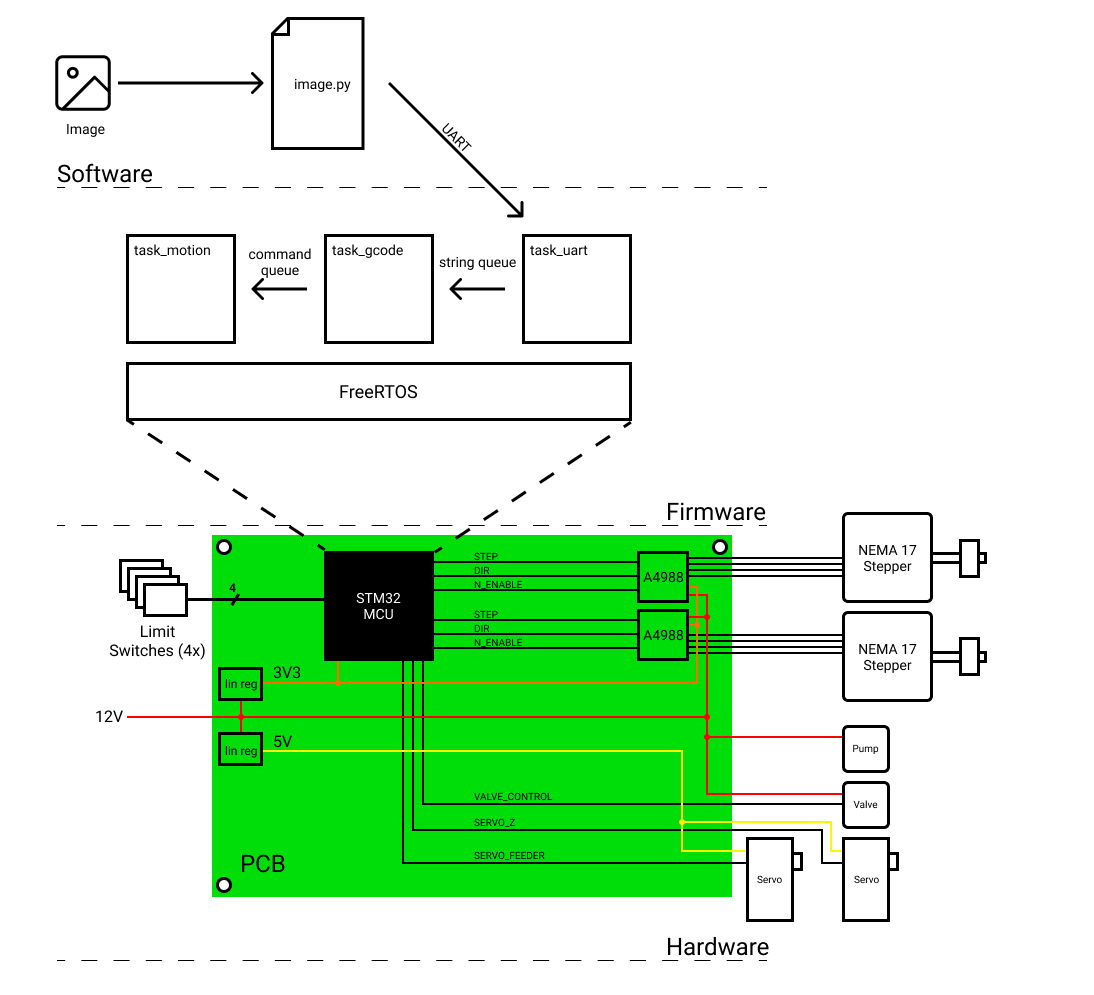 image.py
Image
UART
Software
task_motion
command
queue
task_gcode
string queue
task_uart
FreeRTOS
Firmware
STEP
DIR
N_ENABLE
A4988
NEMA 17
Stepper
4
STM32
MCU
STEP
DIR
N_ENABLE
A4988
NEMA 17
Stepper
Limit
Switches (4x)
lin reg
3V3
12V
lin reg
5V
Pump
VALVE_CONTROL
Valve
SERVO_Z
SERVO_FEEDER
PCB
Servo
Servo
Hardware